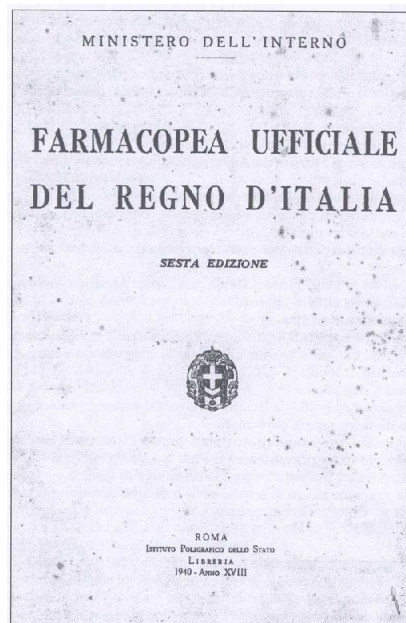 MINISTERO DELL'INTERNO
FARMACOPEA UFFICIALE
DEL REGNO D'ITALIA
SESTA EDIZIONE
ROMA
ISTITUTO POLIGRAFICO DELLO STATO
LIBRERIA
1940 - ANNO XVIII